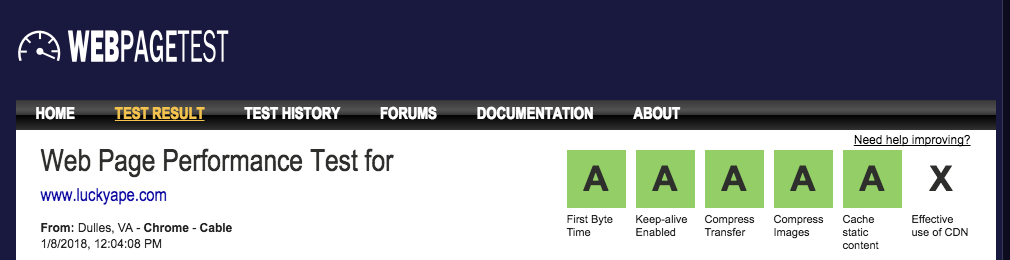 WEBPAGETEST
HOME TEST RESULT TEST HISTORY FORUMS DOCUMENTATION ABOUT
Need help improving?
Web Page Performance Test for
www.luckyape.com
From: Dulles, VA - Chrome - Cable
1/8/2018, 12:04:08 PM
A A A A A X
First Byte Time
Keep-alive Enabled
Compress Transfer
Compress Images
Cache static content
Effective use of CDN